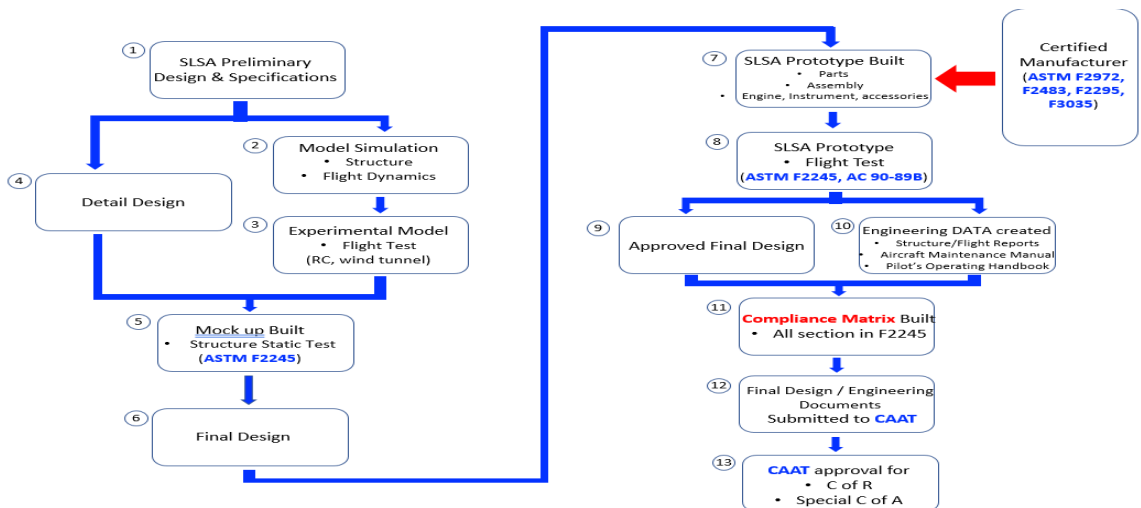 1
SLSA Preliminary
Design & Specifications
2
Model Simulation
• Structure
• Flight Dynamics
4
Detail Design
3
Experimental Model
• Flight Test
(RC, wind tunnel)
5
Mock up Built
• Structure Static Test
(ASTM F2245)
6
Final Design
7
SLSA Prototype Built
• Parts
• Assembly
• Engine, Instrument, accessories
Certified
Manufacturer
(ASTM F2972,
F2483, F2295,
F3035)
8
SLSA Prototype
• Flight Test
(ASTM F2245, AC 90-89B)
9
Approved Final Design
10
Engineering DATA created
• Structure/Flight Reports
• Aircraft Maintenance Manual
• Pilot's Operating Handbook
11
Compliance Matrix Built
• All section in F2245
12
Final Design / Engineering
Documents
Submitted to CAAT
13
CAAT approval for
• C of R
• Special C of A